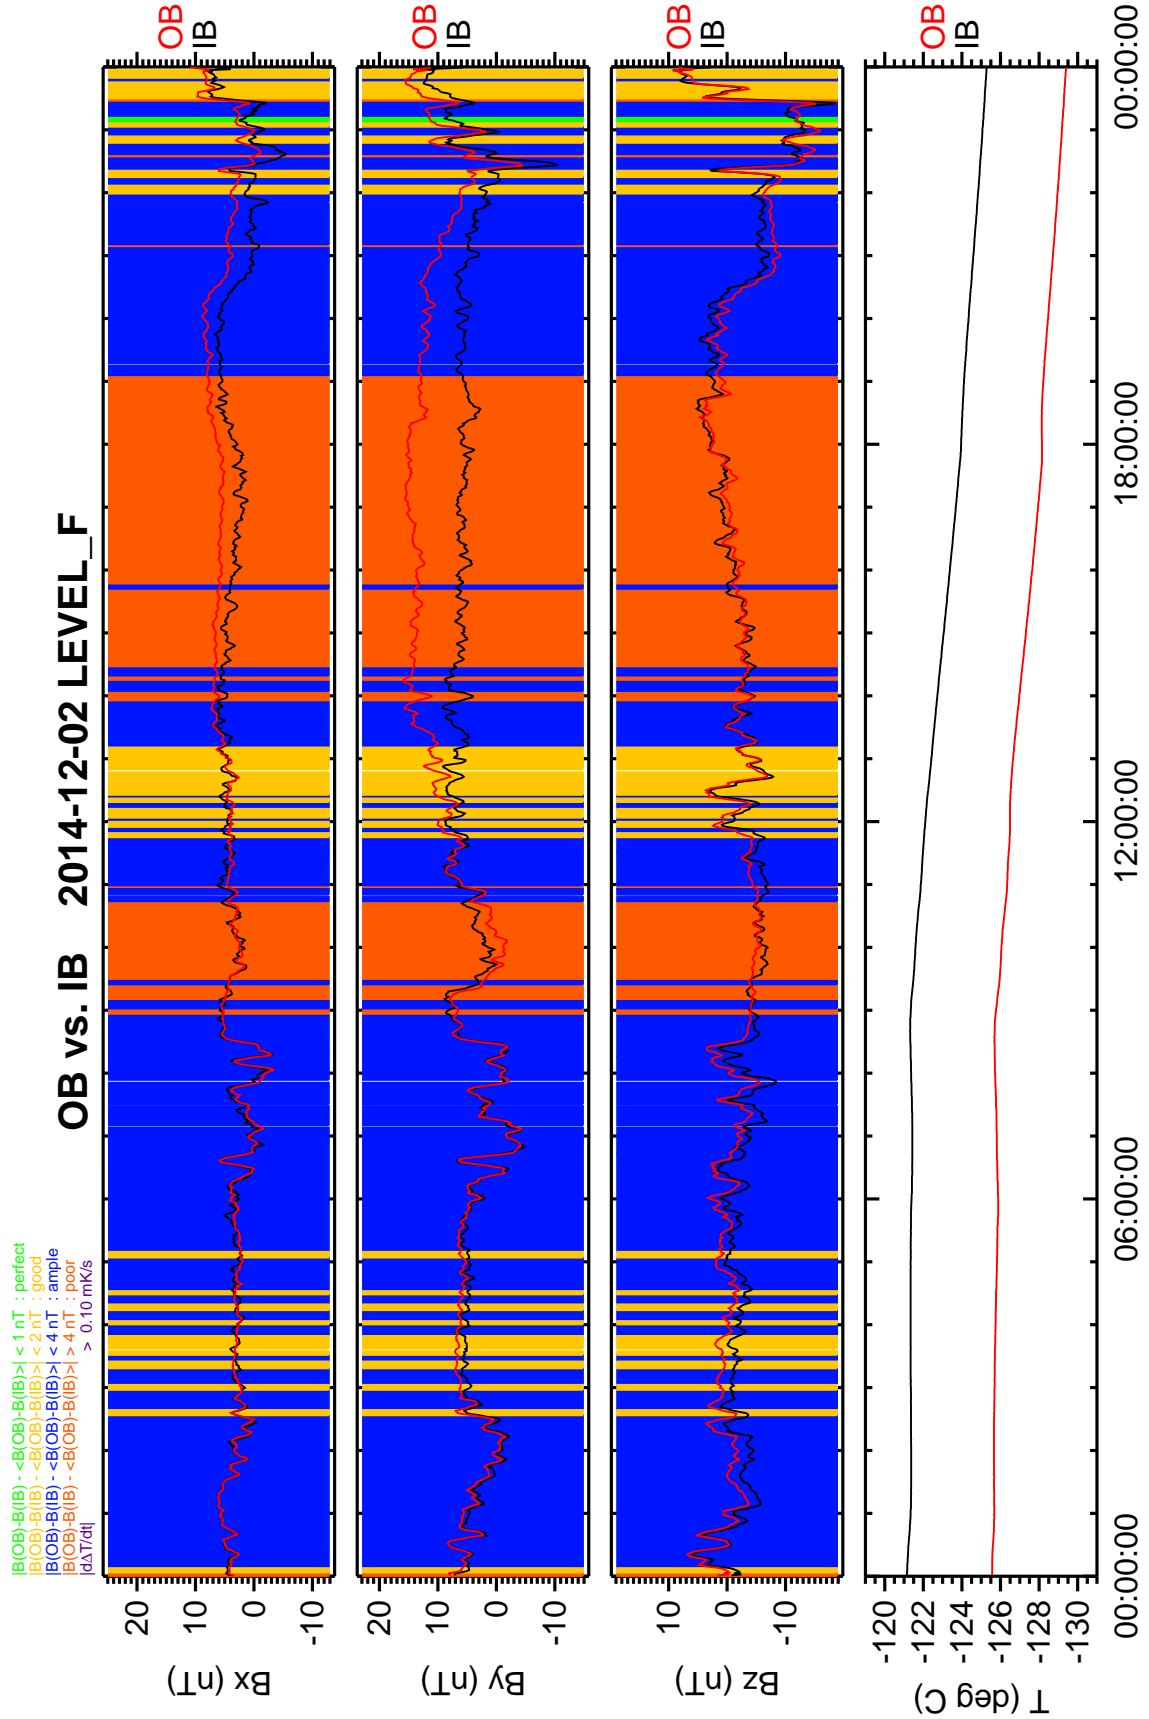 OB vs. IB 2014-12-02 LEVEL_F
|B(OB)-B(IB) - <B(OB)-B(IB)>| < 1 nT : perfect
|B(OB)-B(IB) - <B(OB)-B(IB)>| < 2 nT : good
|B(OB)-B(IB) - <B(OB)-B(IB)>| < 4 nT : ample
|B(OB)-B(IB) - <B(OB)-B(IB)>| > 4 nT : poor
|dΔT/dt| > 0.10 mK/s
Bx (nT)
20
10
0
-10
OB
IB
By (nT)
20
10
0
-10
OB
IB
Bz (nT)
10
0
-10
OB
IB
T (deg C)
-120
-122
-124
-126
-128
-130
OB
IB
00:00:00
06:00:00
12:00:00
18:00:00
00:00:00